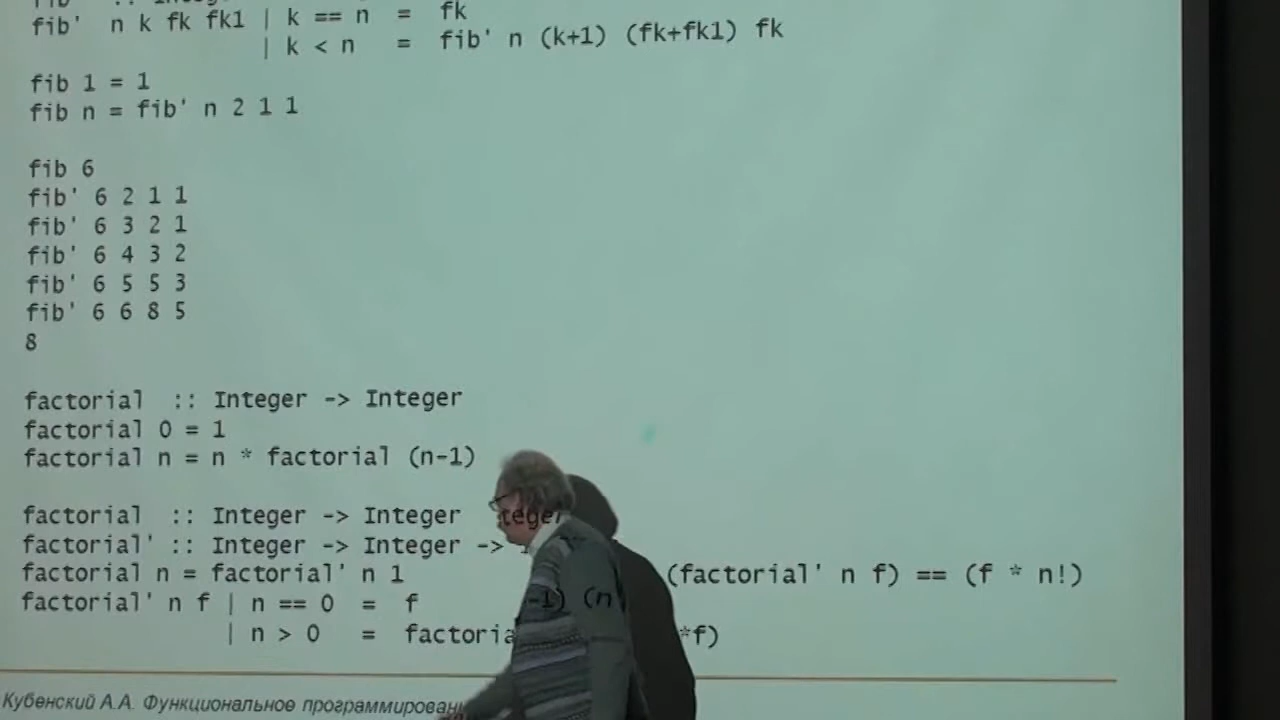 fib' n k fk fk1 | k == n = fk
| k < n = fib' n (k+1) (fk+fk1) fk
fib 1 = 1
fib n = fib' n 2 1 1
fib 6
fib' 6 2 1 1
fib' 6 3 2 1
fib' 6 4 3 2
fib' 6 5 5 3
fib' 6 6 8 5
8
factorial :: Integer -> Integer
factorial 0 = 1
factorial n = n * factorial (n-1)
factorial :: Integer -> Integer
factorial' :: Integer -> Integer ->
factorial n = factorial' n 1 (factorial' n f) == (f * n!)
factorial' n f | n == 0 = f
| n > 0 = factoria *f)
Кубенский А.А. Функциональное программировани